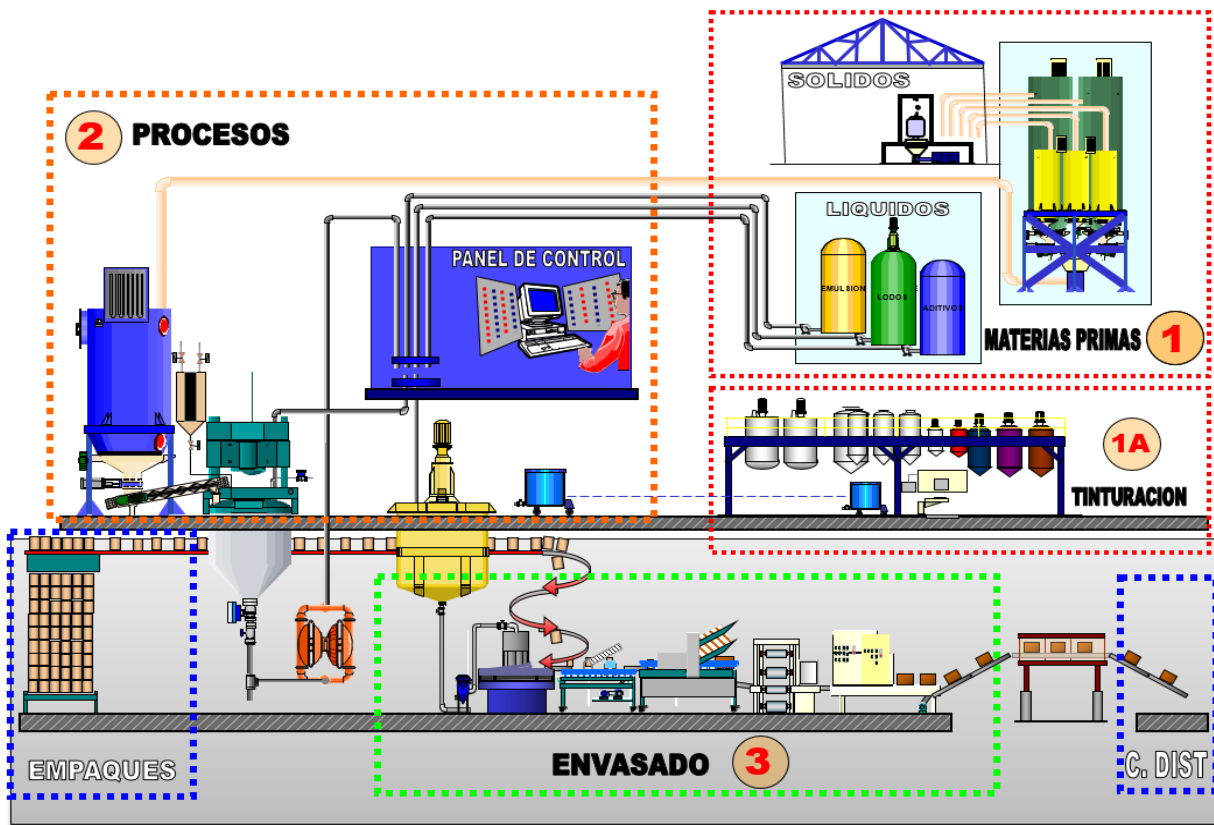 SOLIDOS
2 PROCESOS
LIQUIDOS
PANEL DE CONTROL
EMULSION
LODOS
ADITIVOS
MATERIAS PRIMAS 1
1A
TINTURACION
ENVASADO 3
EMPAQUES
C. DIST